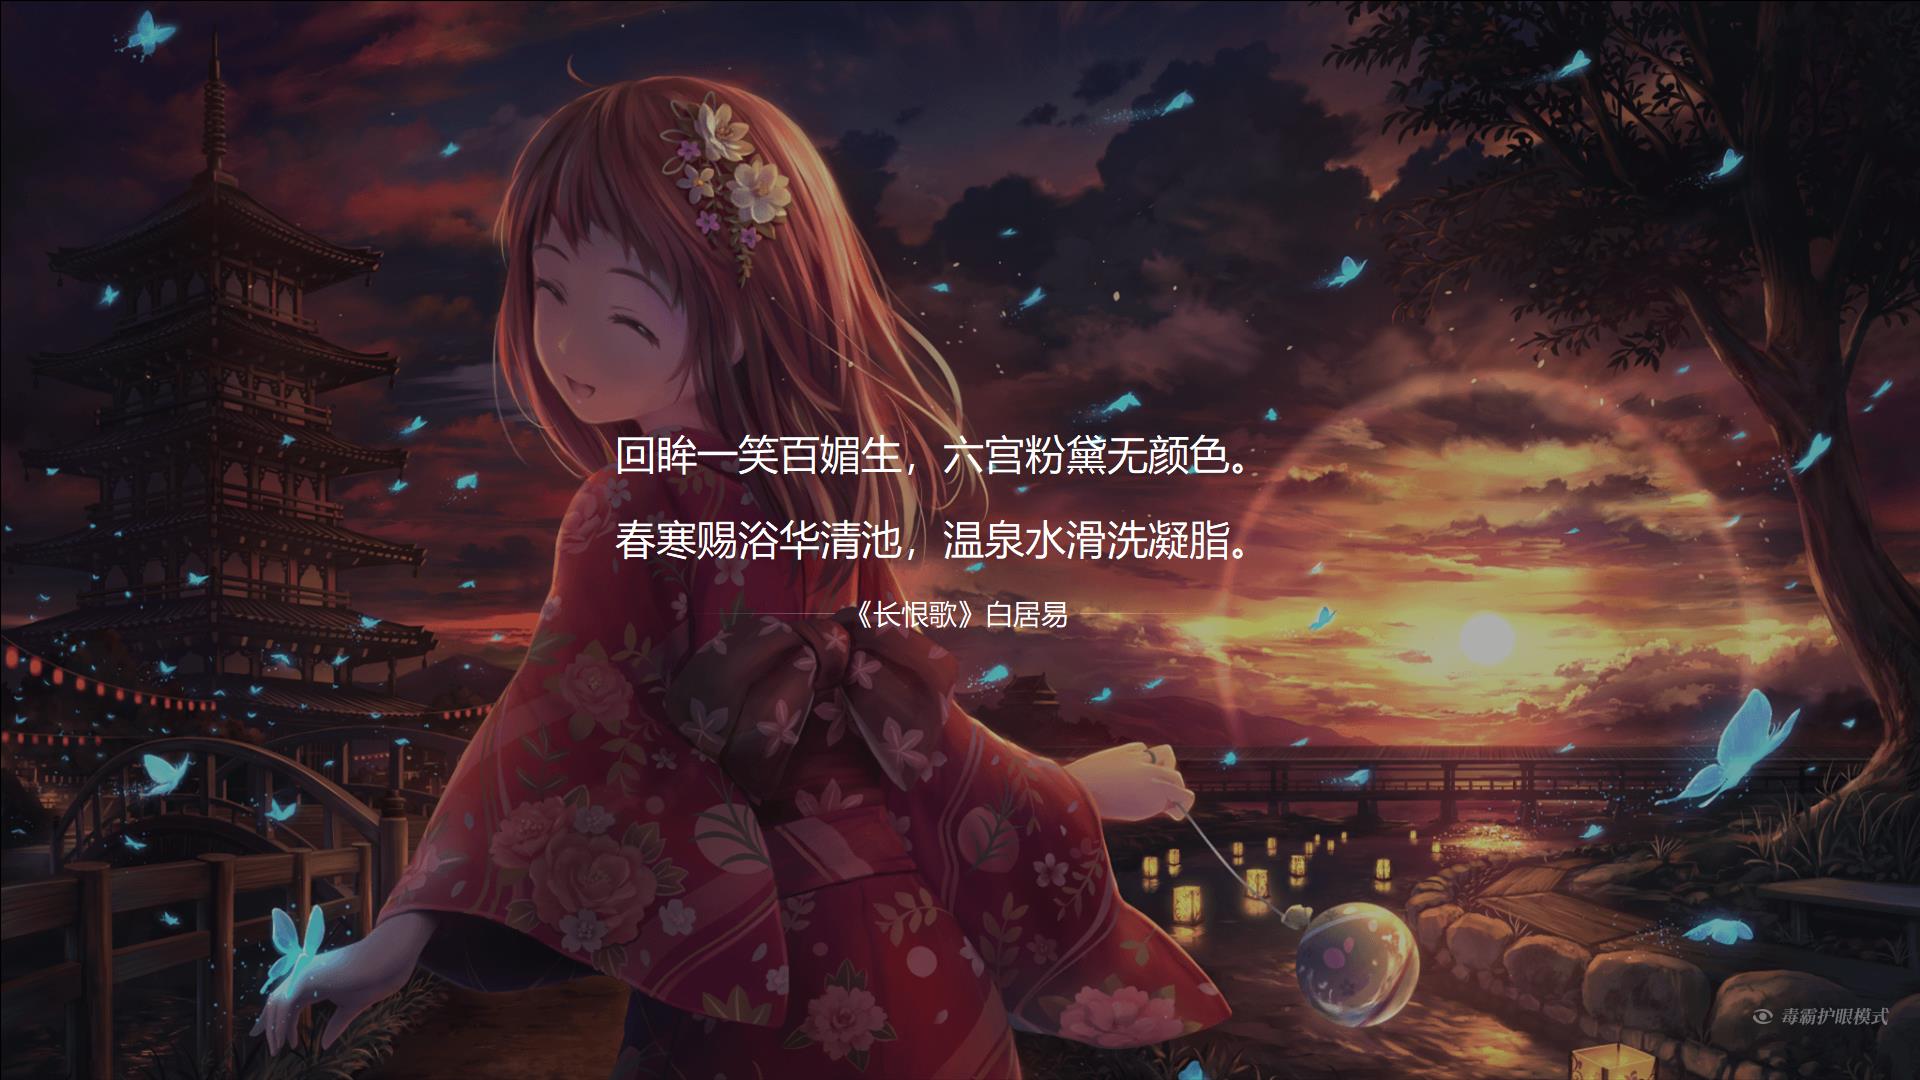 回眸一笑百媚生，六宫粉黛无颜色。
春寒赐浴华清池，温泉水滑洗凝脂。
《长恨歌》白居易
毒霸护眼模式